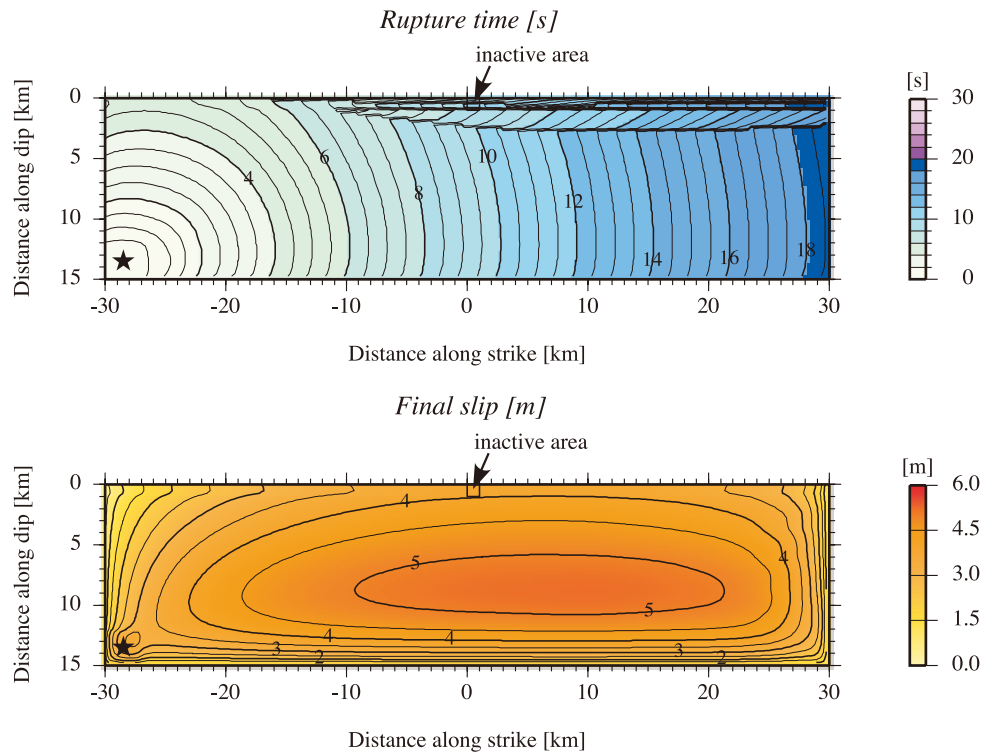 Rupture time [s]
inactive area
Distance along dip [km]
0
5
10
15
4
6
8
10
12
14
16
18
-30 -20 -10 0 10 20 30
Distance along strike [km]
[s]
30
20
10
0
Final slip [m]
inactive area
Distance along dip [km]
0
5
10
15
4
4
5
5
4
4
3
3
2
2
-30 -20 -10 0 10 20 30
Distance along strike [km]
[m]
6.0
4.5
3.0
1.5
0.0